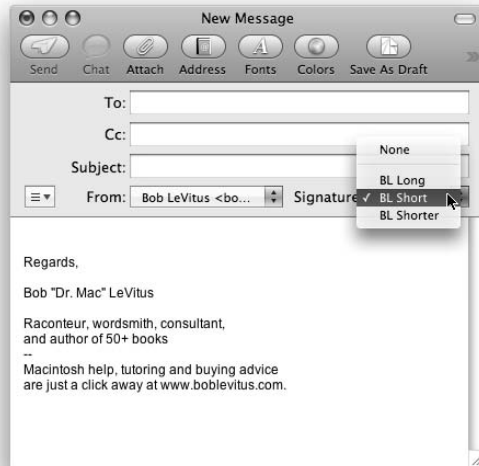 New Message
Send Chat Attach Address Fonts Colors Save As Draft
To:
Cc:
Subject:
From: Bob LeVitus <bo... Signature
None
BL Long
✓ BL Short
BL Shorter
Regards,
Bob "Dr. Mac" LeVitus
Raconteur, wordsmith, consultant,
and author of 50+ books
--
Macintosh help, tutoring and buying advice
are just a click away at www.boblevitus.com.